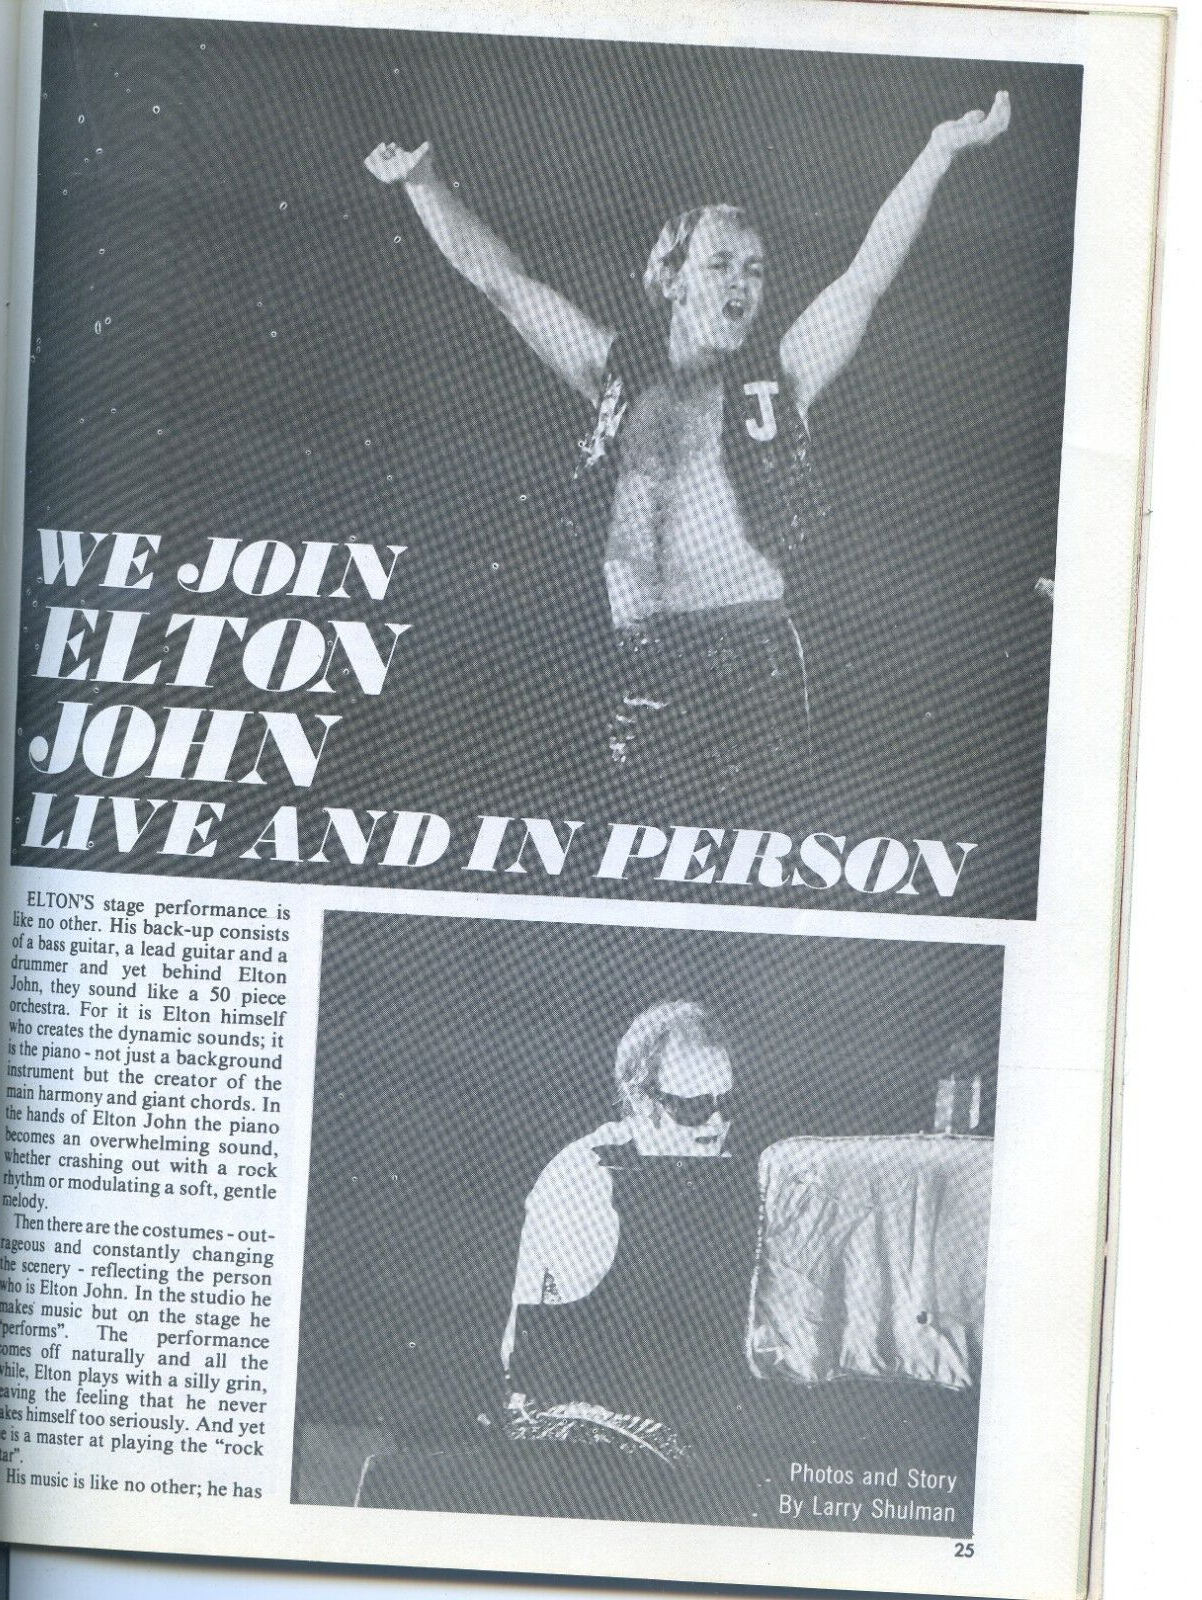 WE JOIN
ELTON
JOHN
LIVE AND IN PERSON
J
ELTON'S stage performance is
like no other. His back-up consists
of a bass guitar, a lead guitar and a
drummer and yet behind Elton
John, they sound like a 50 piece
orchestra. For it is Elton himself
who creates the dynamic sounds; it
is the piano - not just a background
instrument but the creator of the
main harmony and giant chords. In
the hands of Elton John the piano
becomes an overwhelming sound,
whether crashing out with a rock
rhythm or modulating a soft, gentle
melody.
Then there are the costumes - out-
rageous and constantly changing
the scenery - reflecting the person
who is Elton John. In the studio he
makes music but on the stage he
"performs". The performance
omes off naturally and all the
while, Elton plays with a silly grin,
eaving the feeling that he never
akes himself too seriously. And yet
e is a master at playing the "rock
tar".
His music is like no other; he has
Photos and Story
By Larry Shulman
25